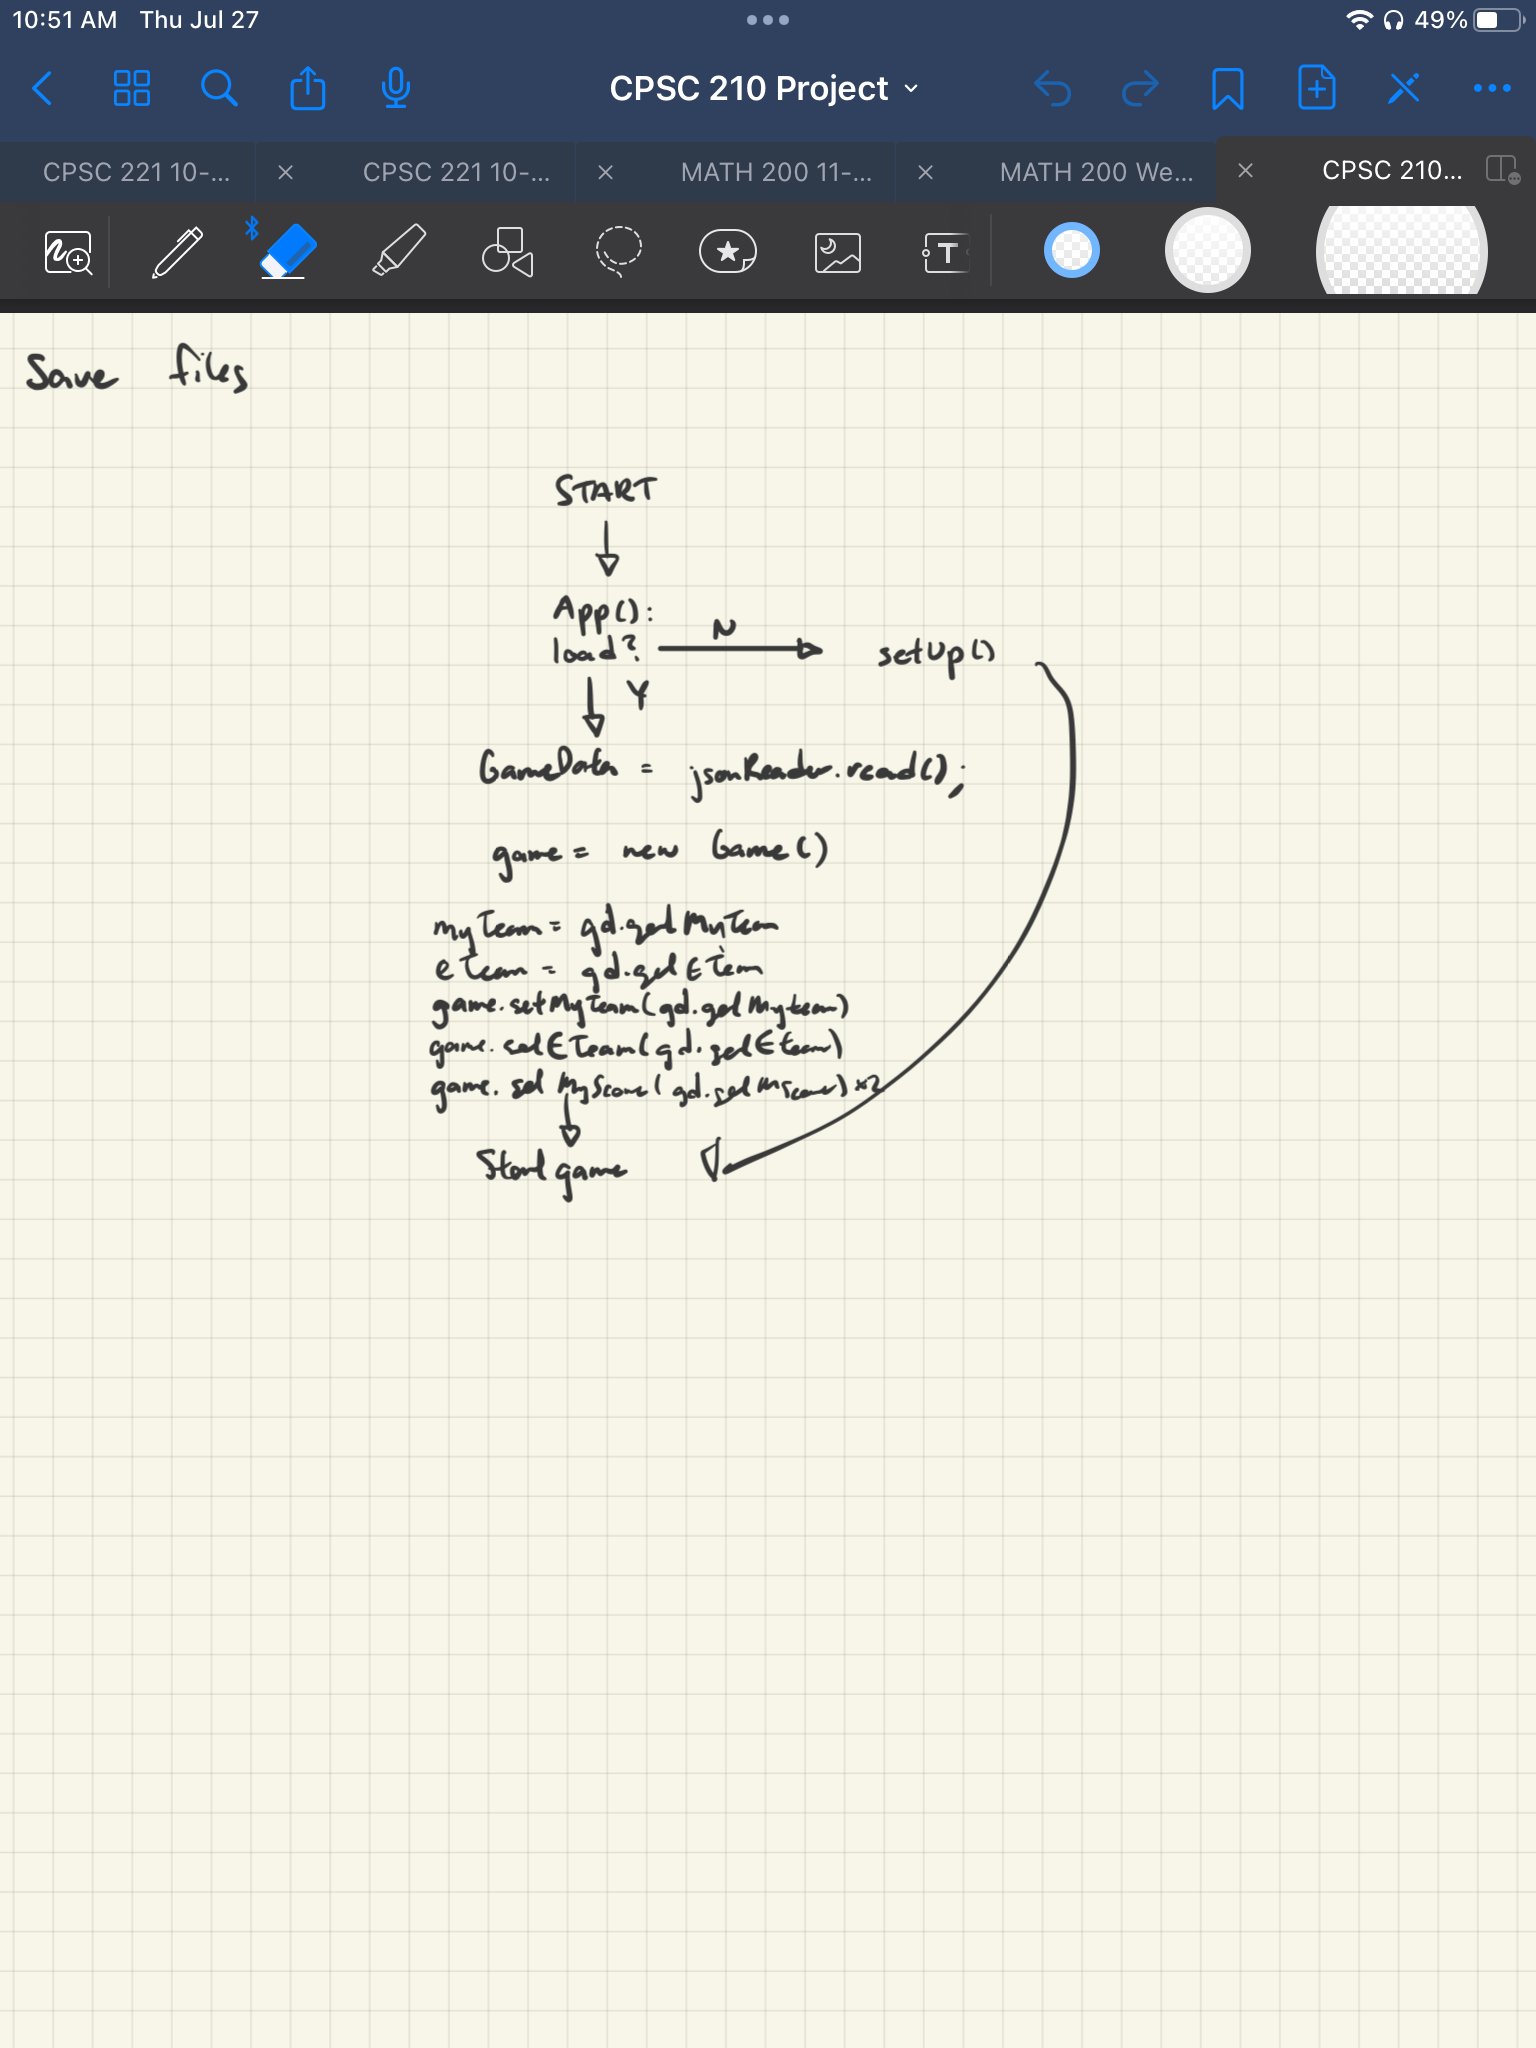 10:51 AM Thu Jul 27
49%
CPSC 210 Project
CPSC 221 10-...
CPSC 221 10-...
MATH 200 11-...
MATH 200 We...
CPSC 210...
T
Save files
START
App():
load? N setUp()
Y
GameData = jsonReader.read();
game = new Game()
myTeam = gd.getMyTeam
eTeam = gd.getETeam
game.setMyTeam(gd.getMyteam)
game.setETeam(gd.getEteam)
game.setMyScore(gd.getMScore) x2
Start game